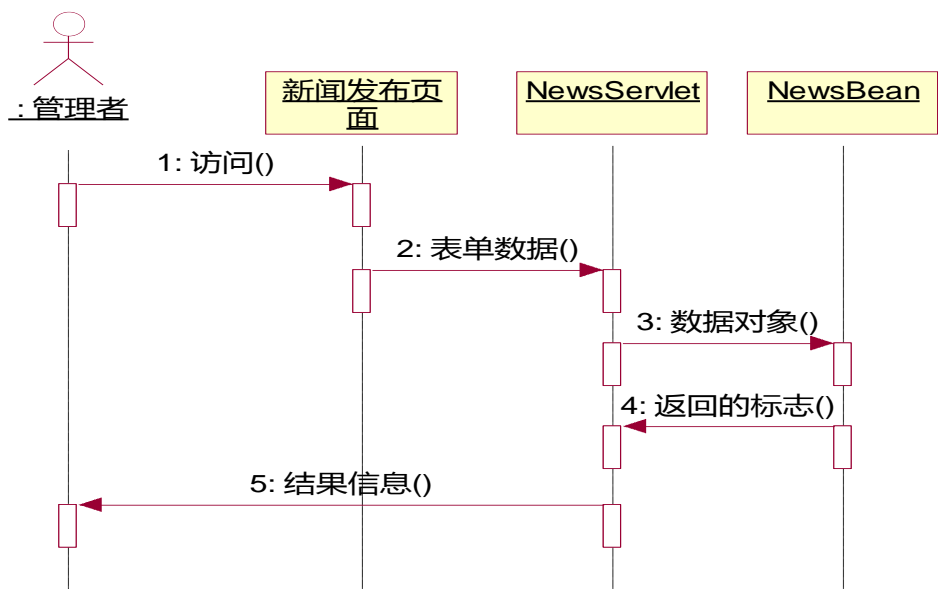 : 管理者
新闻发布页
面
NewsServlet
NewsBean
1: 访问()
2: 表单数据()
3: 数据对象()
4: 返回的标志()
5: 结果信息()